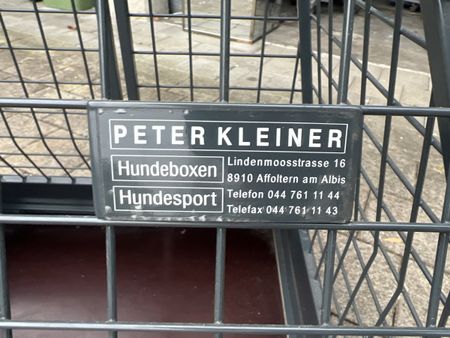 PETER KLEINER
Hundeboxen
Hundesport
Lindenmoosstrasse 16
8910 Affoltern am Albis
Telefon 044 761 11 44
Telefax 044 761 11 43